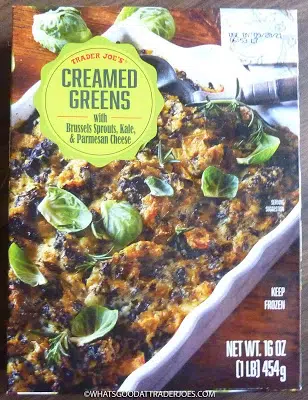 TRADER JOE'S
CREAMED
GREENS
with
Brussels Sprouts, Kale,
& Parmesan Cheese
SERVING
SUGGESTION
KEEP
FROZEN
NET WT. 16 OZ
(1 LB) 454g
©WHATSGOODATTRADERJOES.COM